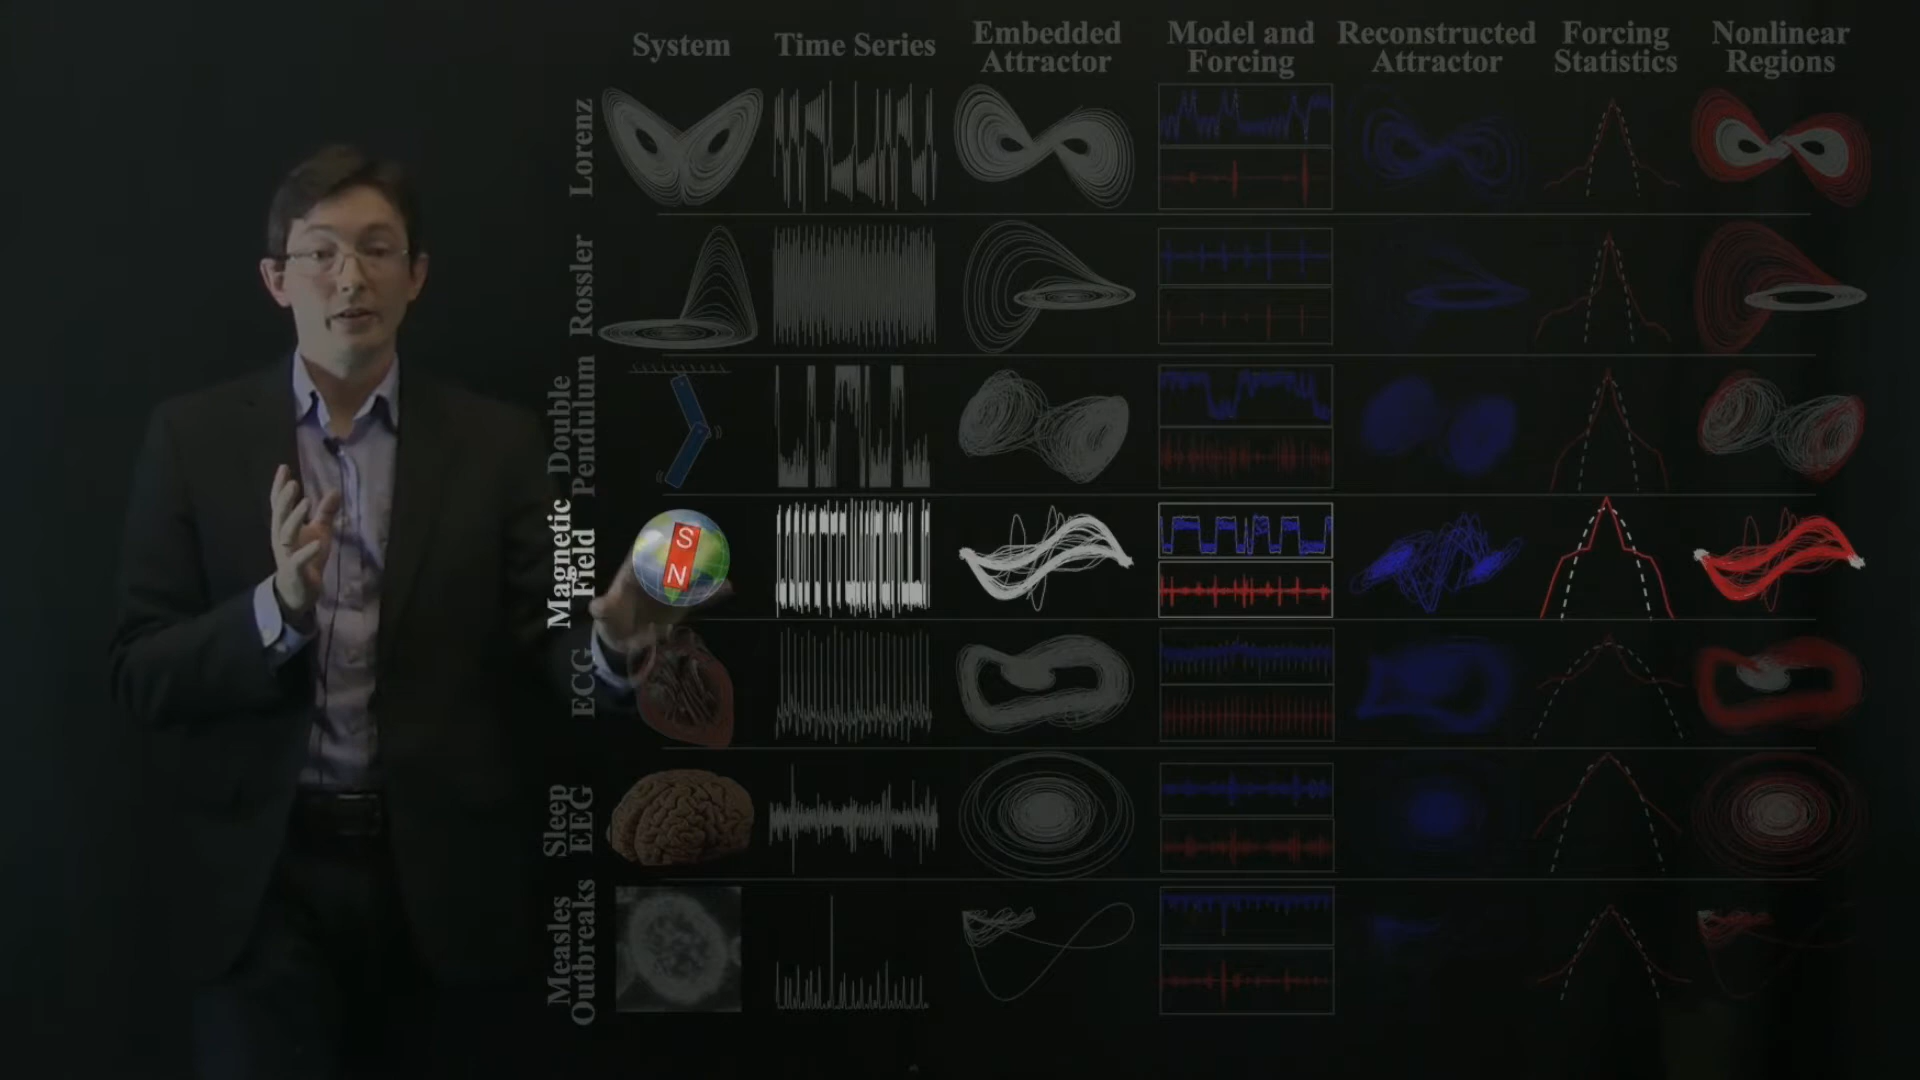 System
Time Series
Embedded
Attractor
Model and
Forcing
Reconstructed
Attractor
Forcing
Statistics
Nonlinear
Regions
Lorenz
Rossler
Double
Pendulum
Magnetic
Field
S
N
ECG
Sleep
EEG
Measles
Outbreaks